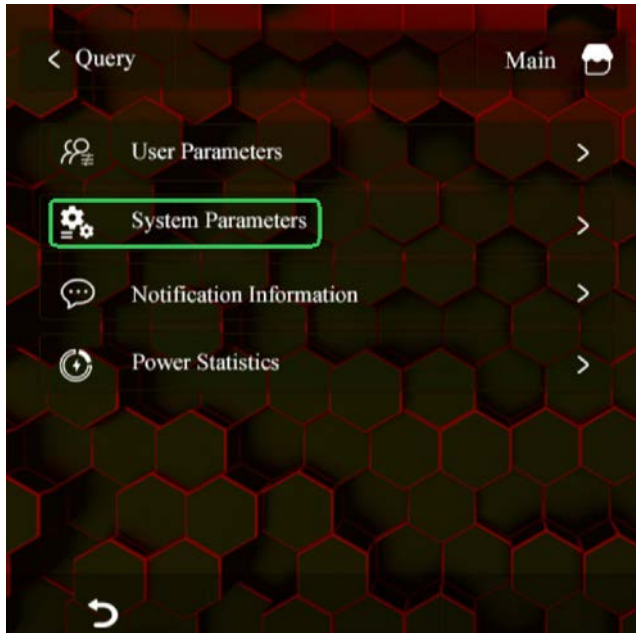 Query
Main
User Parameters
System Parameters
Notification Information
Power Statistics